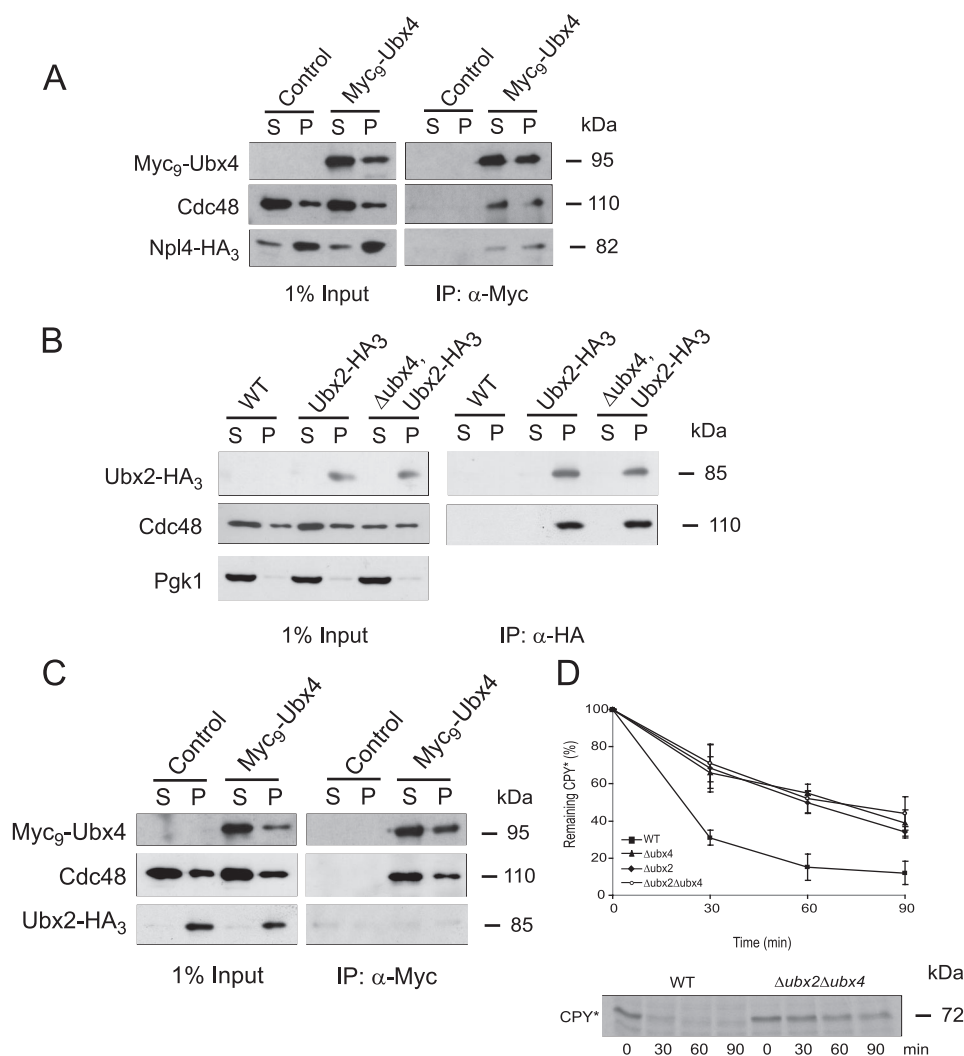 A
Control Myc9-Ubx4 Control Myc9-Ubx4
S P S P S P S P kDa
Myc9-Ubx4 – 95
Cdc48 – 110
Npl4-HA3 – 82
1% Input IP: α-Myc
B
WT Ubx2-HA3 Δubx4, Ubx2-HA3 WT Ubx2-HA3 Δubx4, Ubx2-HA3
S P S P S P S P S P S P kDa
Ubx2-HA3 – 85
Cdc48 – 110
Pgk1
1% Input IP: α-HA
C
Control Myc9-Ubx4 Control Myc9-Ubx4
S P S P S P S P kDa
Myc9-Ubx4 – 95
Cdc48 – 110
Ubx2-HA3 – 85
1% Input IP: α-Myc
D
Remaining CPY* (%)
100
80
60
40
20
0
WT
Δubx4
Δubx2
Δubx2Δubx4
0 30 60 90
Time (min)
WT Δubx2Δubx4 kDa
CPY* – 72
0 30 60 90 0 30 60 90 min